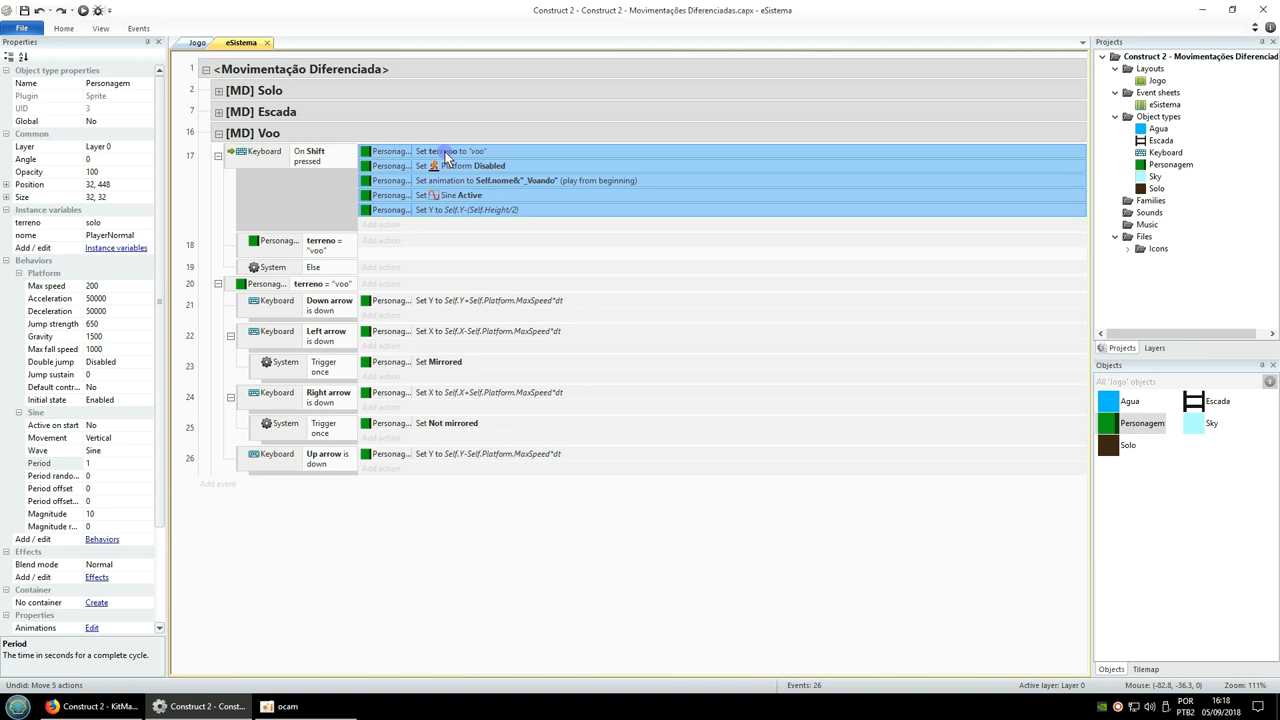 Construct 2 - Construct 2 - Movimentações Diferenciadas.capx - eSistema
File Home View Events
Properties
Object type properties
Name Personagem
Plugin Sprite
UID 3
Global No
Common
Layer Layer 0
Angle 0
Opacity 100
Position 32, 448
Size 32, 32
Instance variables
terreno solo
nome PlayerNormal
Add / edit Instance variables
Behaviors
Platform
Max speed 200
Acceleration 50000
Deceleration 50000
Jump strength 650
Gravity 1500
Max fall speed 1000
Double jump Disabled
Jump sustain 0
Default contr... No
Initial state Enabled
Sine
Active on start No
Movement Vertical
Wave Sine
Period 1
Period rando... 0
Period offset 0
Period offset... 0
Magnitude 10
Magnitude r... 0
Add / edit Behaviors
Effects
Blend mode Normal
Add / edit Effects
Container
No container Create
Properties
Animations Edit
Period
The time in seconds for a complete cycle.
Jogo eSistema
1 <Movimentação Diferenciada>
2 [MD] Solo
7 [MD] Escada
16 [MD] Voo
17 Keyboard On Shift pressed
Personag... Set terreno to "voo"
Personag... Set Platform Disabled
Personag... Set animation to Self.nome&"_Voando" (play from beginning)
Personag... Set Sine Active
Personag... Set Y to Self.Y-(Self.Height/2)
Add action
18 Personag... terreno = "voo" Add action
19 System Else Add action
20 Personag... terreno = "voo" Add action
21 Keyboard Down arrow is down Personag... Set Y to Self.Y+Self.Platform.MaxSpeed*dt
Add action
22 Keyboard Left arrow is down Personag... Set X to Self.X-Self.Platform.MaxSpeed*dt
Add action
23 System Trigger once Personag... Set Mirrored
Add action
24 Keyboard Right arrow is down Personag... Set X to Self.X+Self.Platform.MaxSpeed*dt
Add action
25 System Trigger once Personag... Set Not mirrored
Add action
26 Keyboard Up arrow is down Personag... Set Y to Self.Y-Self.Platform.MaxSpeed*dt
Add action
Add event
Projects
Construct 2 - Movimentações Diferenciad
Layouts
Jogo
Event sheets
eSistema
Object types
Agua
Escada
Keyboard
Personagem
Sky
Solo
Families
Sounds
Music
Files
Icons
Projects Layers
Objects
All 'Jogo' objects
Agua Escada
Personagem Sky
Solo
Objects Tilemap
Undid: Move 5 actions Events: 26 Active layer: Layer 0 Mouse: (-82.8, -36.3, 0) Zoom: 111%
Firefox - KitMa... Construct 2 - Const... ocam
POR
PTB2
16:18
05/09/2018